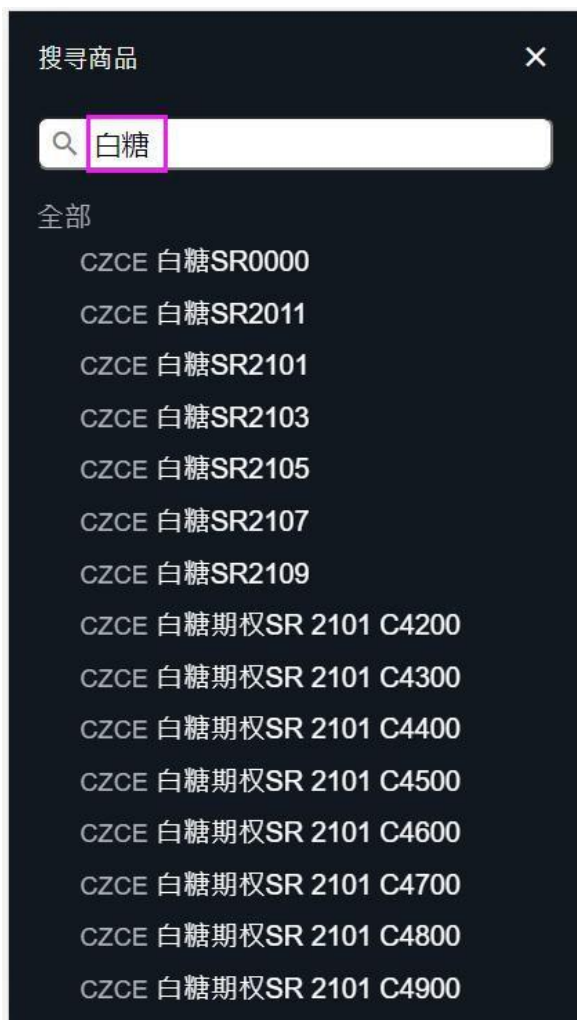 搜寻商品 ×
白糖
全部
CZCE 白糖SR0000
CZCE 白糖SR2011
CZCE 白糖SR2101
CZCE 白糖SR2103
CZCE 白糖SR2105
CZCE 白糖SR2107
CZCE 白糖SR2109
CZCE 白糖期权SR 2101 C4200
CZCE 白糖期权SR 2101 C4300
CZCE 白糖期权SR 2101 C4400
CZCE 白糖期权SR 2101 C4500
CZCE 白糖期权SR 2101 C4600
CZCE 白糖期权SR 2101 C4700
CZCE 白糖期权SR 2101 C4800
CZCE 白糖期权SR 2101 C4900